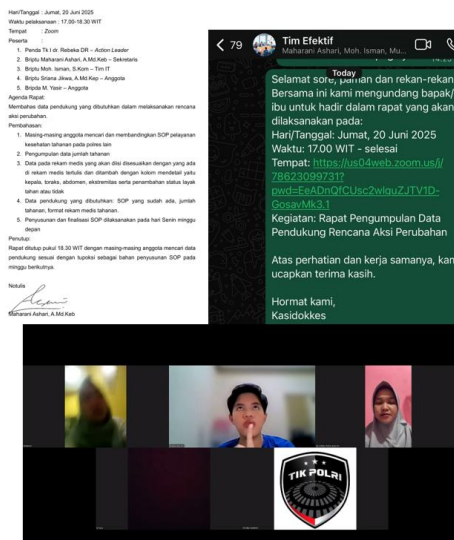 Hari/Tanggal : Jumat, 20 Juni 2025
Waktu pelaksanaan : 17.00-18.30 WIT
Tempat : Zoom
Peserta :
1. Penda Tk I dr. Rebeka DR – Action Leader
2. Briptu Maharani Ashari, A.Md.Keb – Sekretaris
3. Briptu Moh. Isman, S.Kom – Tim IT
4. Briptu Sriana Jikwa, A.Md.Kep – Anggota
5. Bripda M. Yasir – Anggota
Agenda Rapat:
Membahas data pendukung yang dibutuhkan dalam melaksanakan rencana
aksi perubahan
Pembahasan:
1. Masing-masing anggota mencari dan membandingkan SOP pelayanan
kesehatan tahanan pada polres lain
2. Pengumpulan data jumlah tahanan
3. Data pada rekam medis yang akan diisi disesuaikan dengan yang ada
di rekam medis tertulis dan ditambah dengan kolom mendetail yaitu
kepala, toraks, abdomen, ekstremitas serta penambahan status layak
tahan atau tidak
4. Data pendukung yang dibutuhkan: SOP yang sudah ada, jumlah
tahanan, format rekam medis tahanan.
5. Penyusunan dan finalisasi SOP dilaksanakan pada hari Senin minggu
depan
Penutup:
Rapat ditutup pukul 18.30 WIT dengan masing-masing anggota mencari data
pendukung sesuai dengan tupoksi sebagai bahan penyusunan SOP pada
minggu berikutnya.
Notulis
Maharani Ashari, A.Md.Keb
79
Tim Efektif
Maharani Ashari, Moh. Isman, Mu...
Today
Selamat sore, paman dan rekan-rekan
Bersama ini kami mengundang bapak/
ibu untuk hadir dalam rapat yang akan
dilaksanakan pada:
Hari/Tanggal: Jumat, 20 Juni 2025
Waktu: 17.00 WIT - selesai
Tempat: https://us04web.zoom.us/j/
78623099731?
pwd=EeADnQfCUsc2wlquZJTV1D-
GosavMk3.1
Kegiatan: Rapat Pengumpulan Data
Pendukung Rencana Aksi Perubahan
Atas perhatian dan kerja samanya, kam
ucapkan terima kasih.
Hormat kami,
Kasidokkes
TIK POLRI